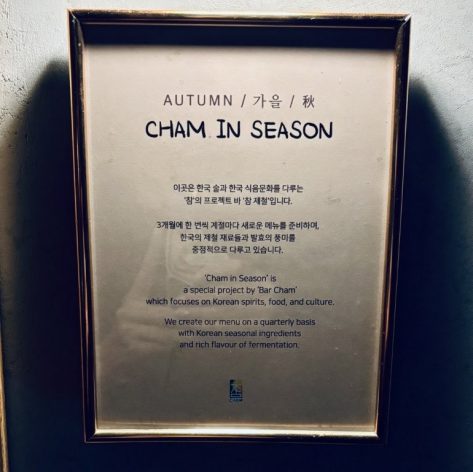 AUTUMN / 가을 / 秋
CHAM IN SEASON
이곳은 한국 술과 한국 식음문화를 다루는
'참'의 프로젝트 바 '참 제철'입니다.
3개월에 한 번씩 계절마다 새로운 메뉴를 준비하며,
한국의 제철 재료들과 발효의 풍미를
중점적으로 다루고 있습니다.
'Cham in Season' is
a special project by 'Bar Cham'
which focuses on Korean spirits, food, and culture.
We create our menu on a quarterly basis
with Korean seasonal ingredients
and rich flavour of fermentation.
CHAM